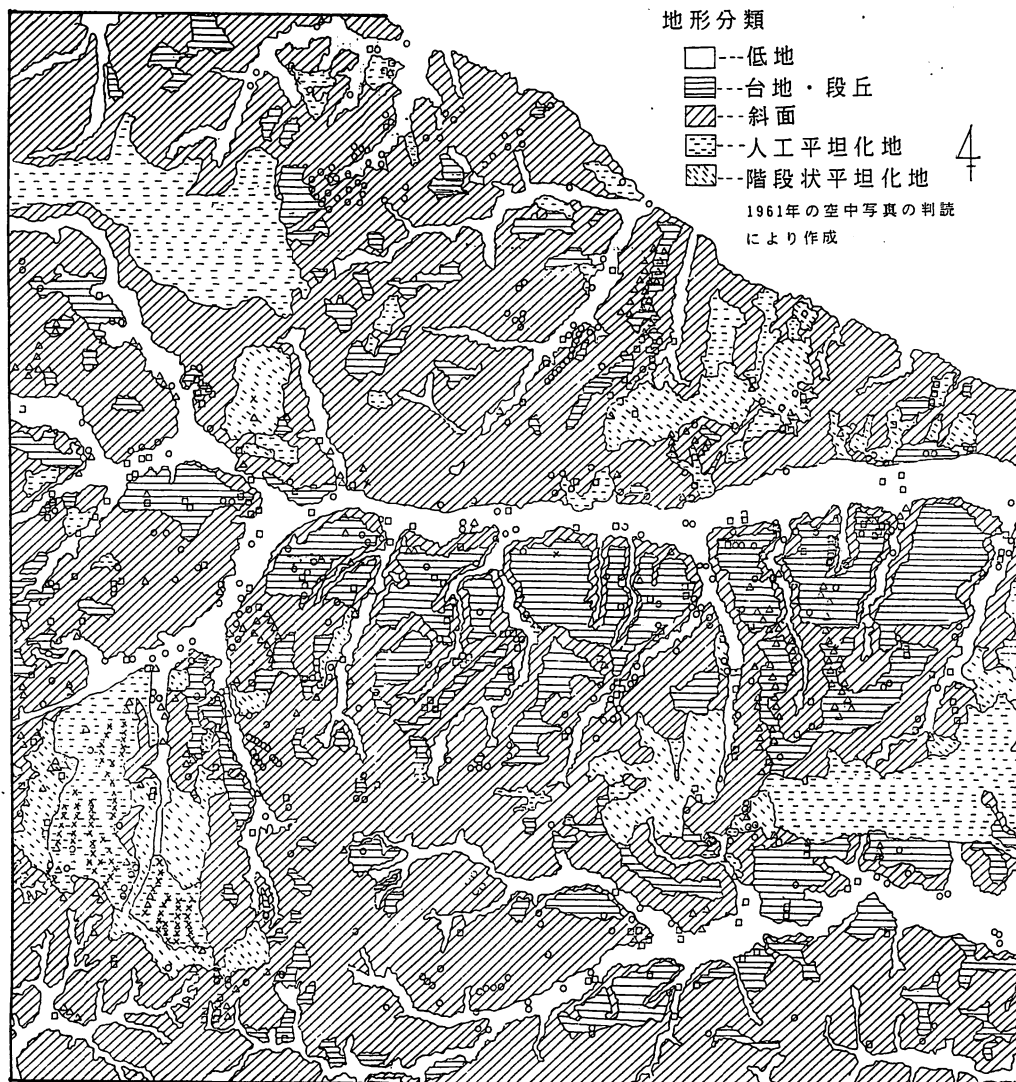 地形分類
---低地
---台地・段丘
---斜面
---人工平坦化地
---階段状平坦化地
1961年の空中写真の判読
により作成